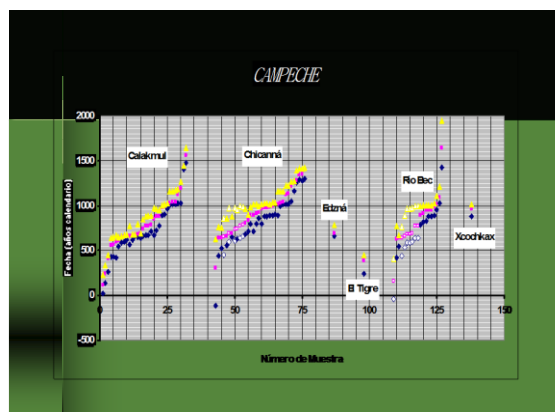 CAMPECHE
2000
1500
1000
500
0
-500
0
25
50
75
100
125
150
Calakmul
Chicanná
Edzná
El Tigre
Rio Bec
Xcochkax
Fecha (años calendario)
Número de Muestra